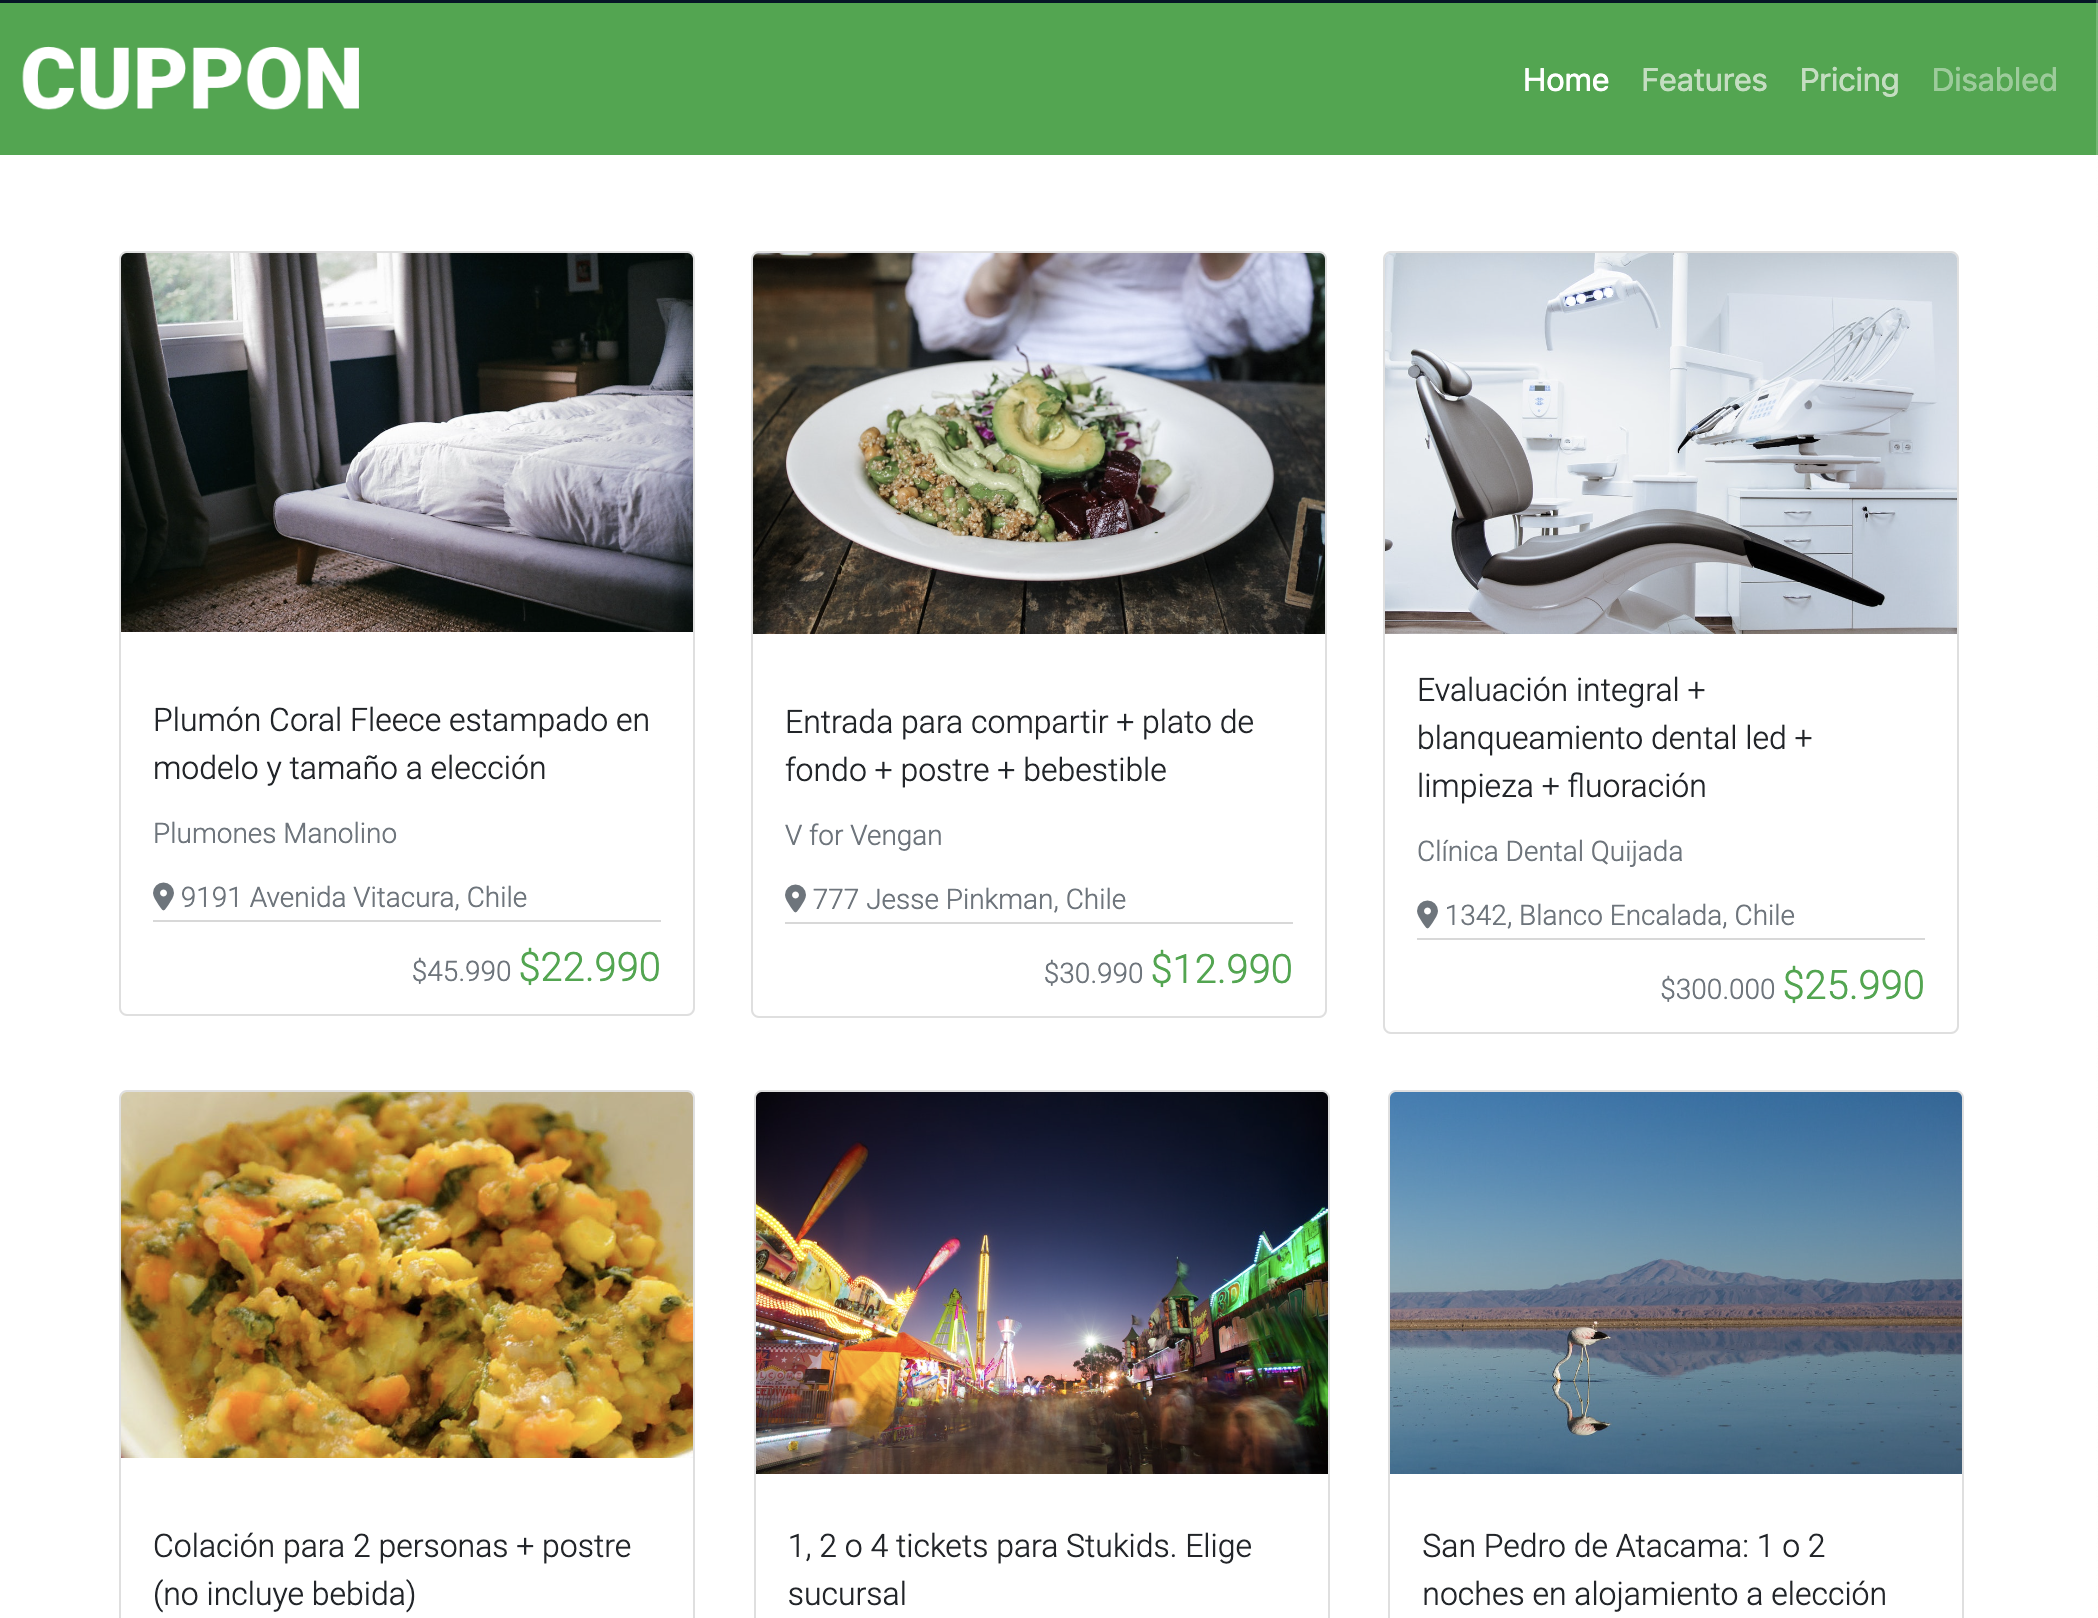 CUPPON
Home Features Pricing Disabled
Plumón Coral Fleece estampado en
modelo y tamaño a elección
Plumones Manolino
9191 Avenida Vitacura, Chile
$45.990 $22.990
Entrada para compartir + plato de
fondo + postre + bebestible
V for Vengan
777 Jesse Pinkman, Chile
$30.990 $12.990
Evaluación integral +
blanqueamiento dental led +
limpieza + fluoración
Clínica Dental Quijada
1342, Blanco Encalada, Chile
$300.000 $25.990
Colación para 2 personas + postre
(no incluye bebida)
1, 2 o 4 tickets para Stukids. Elige
sucursal
San Pedro de Atacama: 1 o 2
noches en alojamiento a elección